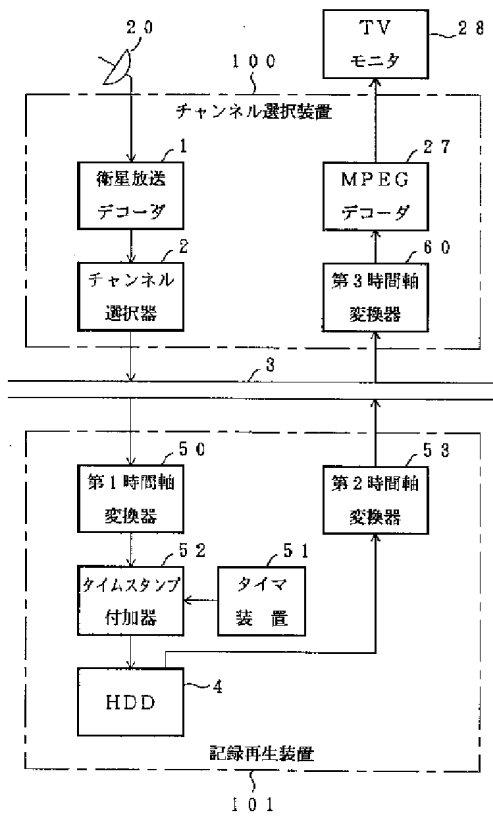 20
TV
モニタ
28
100
チャンネル選択装置
1
衛星放送
デコーダ
27
MPEG
デコーダ
2
チャンネル
選択器
60
第3時間軸
変換器
3
50
第1時間軸
変換器
53
第2時間軸
変換器
52
タイムスタンプ
付加器
51
タイマ
装置
HDD
4
記録再生装置
101